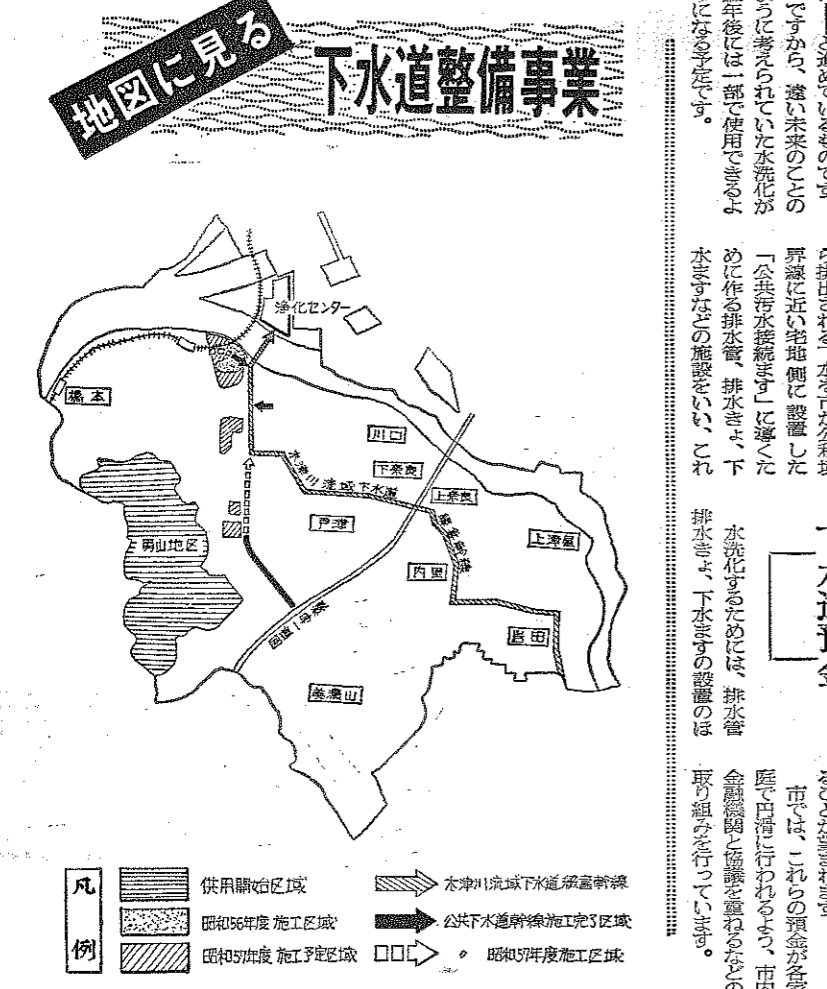 地図に見る
下水道整備事業
浄化センター
橋本
川口
下奈良
木津川流域下水道
上奈良
戸津
上津屋
男山地区
内里
岩田
国道一号線
美濃山
凡例
供用開始区域
昭和56年度 施工区域
昭和57年度 施工予定区域
木津川流域下水道
公共下水道幹線施工完了区域
〃 昭和57年度施工区域
と進めているものです
ですから、遠い未来のことの
ように考えられていた水洗化が
年後には一部で使用できるよ
になる予定です。
界線に近い宅地側に設置した
「公共汚水接続ます」に導くた
めに作る排水管、排水きょ、下
水ますなどの施設をいい、これ
水洗化するためには、排水管
排水きょ、下水ますの設置のほ
市では、これらの預金が各家
庭で円滑に行われるよう、市内
金融機関と協議を重ねるなどの
取り組みを行っています。